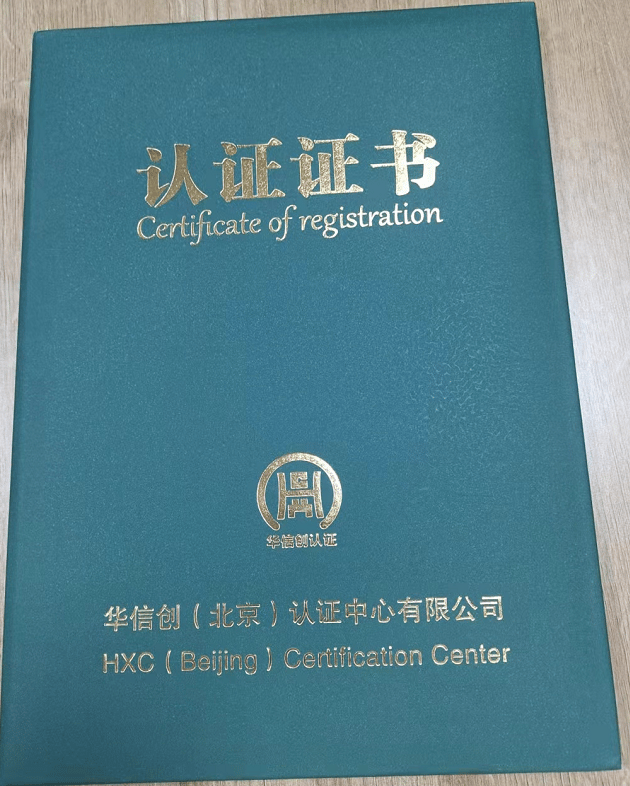 认证证书
Certificate of registration
华信创认证
华信创（北京）认证中心有限公司
HXC（Beijing）Certification Center